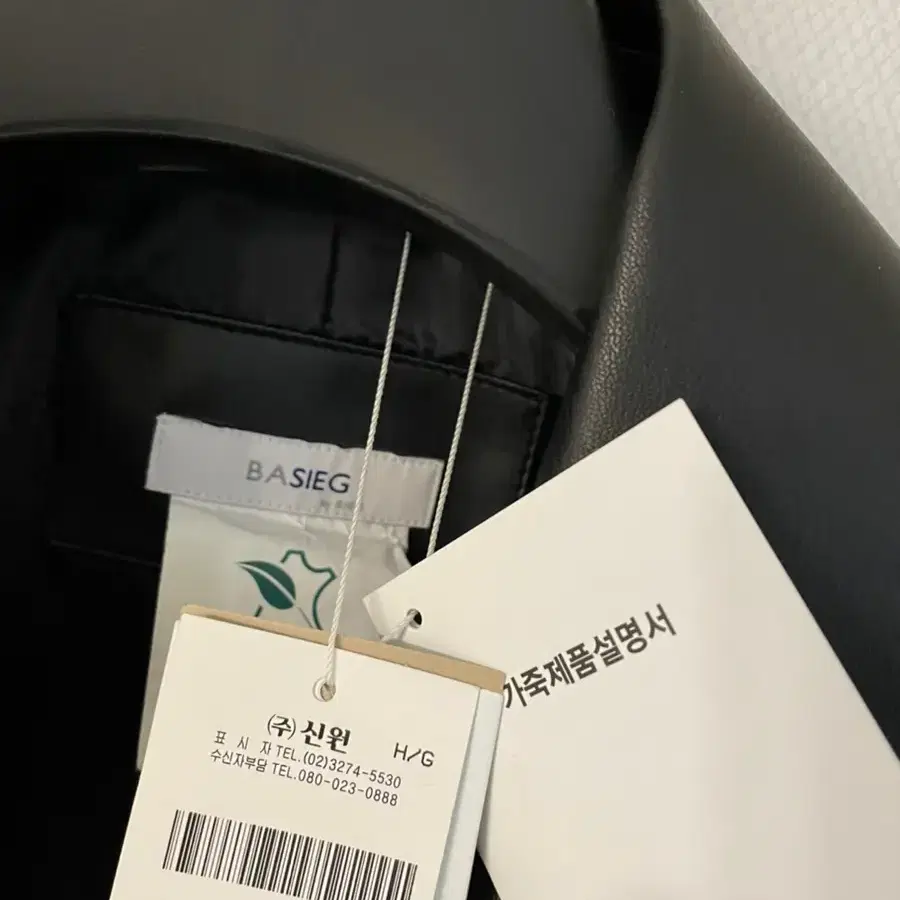 BASIEG
가죽제품설명서
(주)신원 H/G
표 시 자 TEL.(02)3274-5530
수신자부담 TEL.080-023-0888